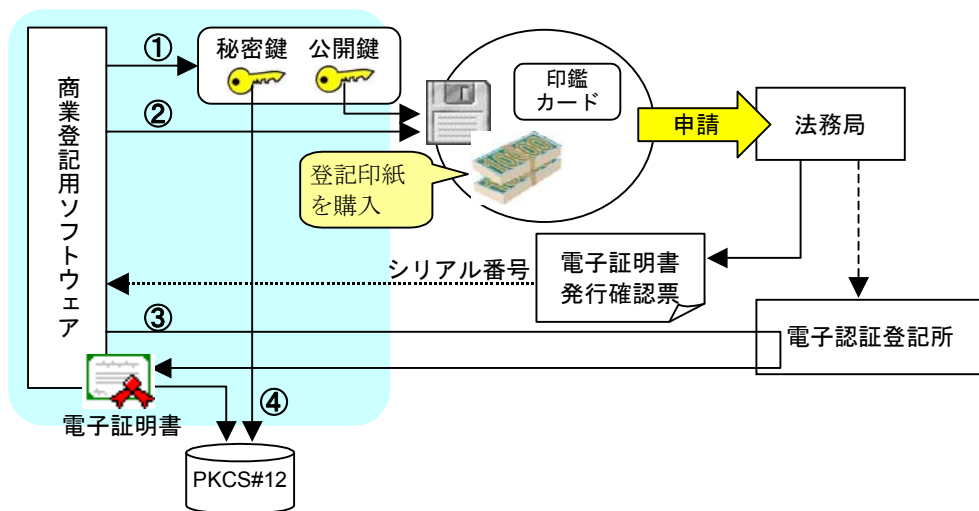 商業登記用ソフトウェア
①
秘密鍵
公開鍵
②
印鑑
カード
申請
法務局
登記印紙
を購入
シリアル番号
電子証明書
発行確認票
③
電子認証登記所
電子証明書
④
PKCS#12